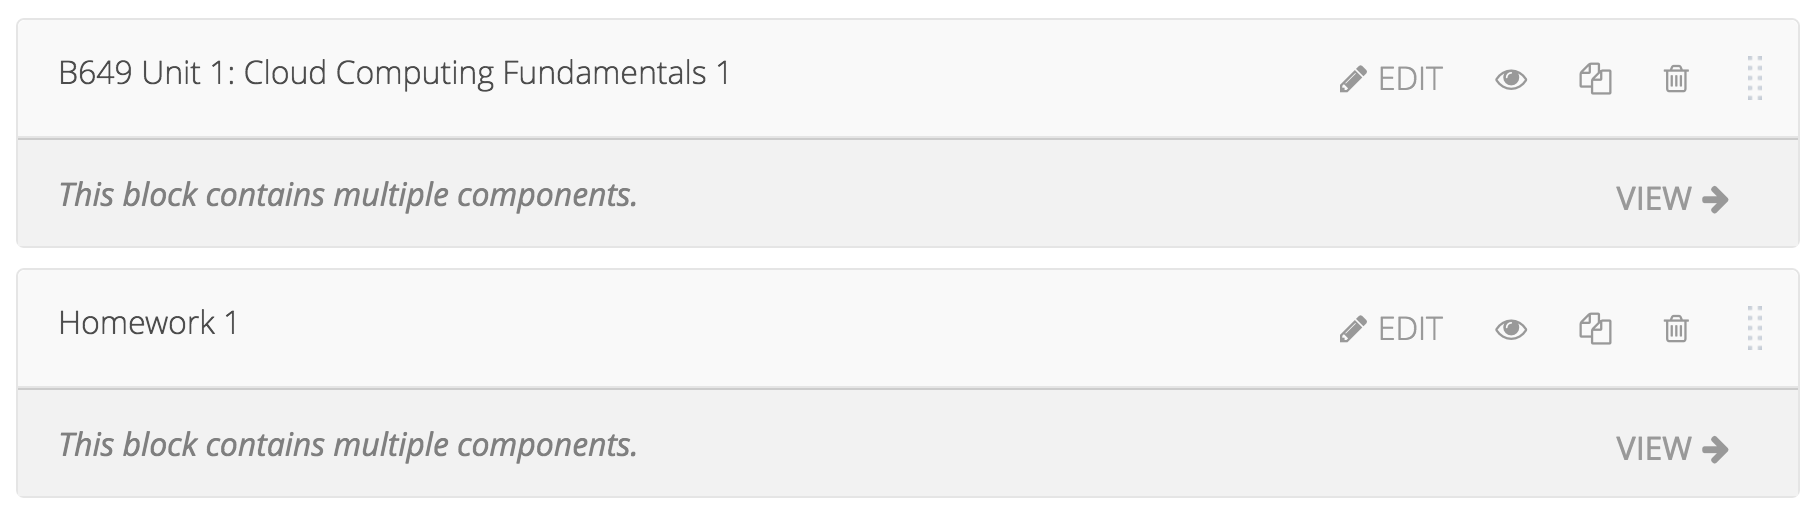 B649 Unit 1: Cloud Computing Fundamentals 1
EDIT
This block contains multiple components.
VIEW
Homework 1
EDIT
This block contains multiple components.
VIEW